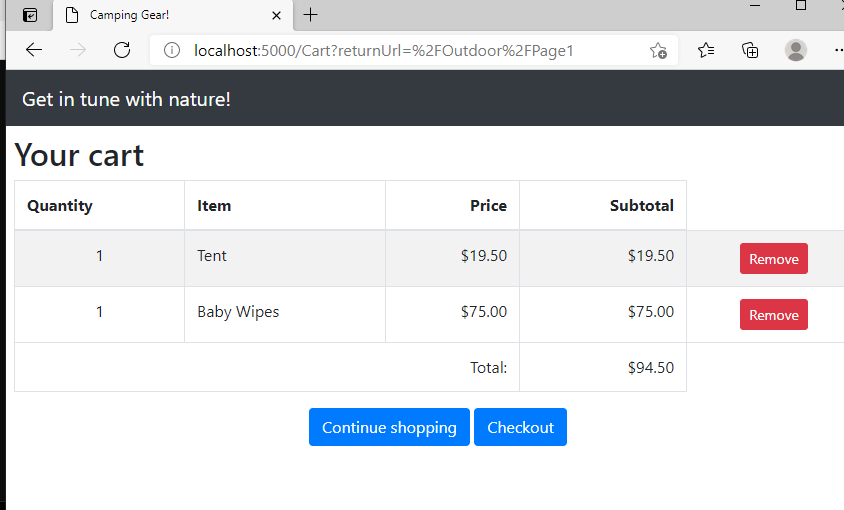 Camping Gear!
localhost:5000/Cart?returnUrl=%2FOutdoor%2FPage1
Get in tune with nature!
Your cart
Quantity Item Price Subtotal
1 Tent $19.50 $19.50 Remove
1 Baby Wipes $75.00 $75.00 Remove
Total: $94.50
Continue shopping Checkout